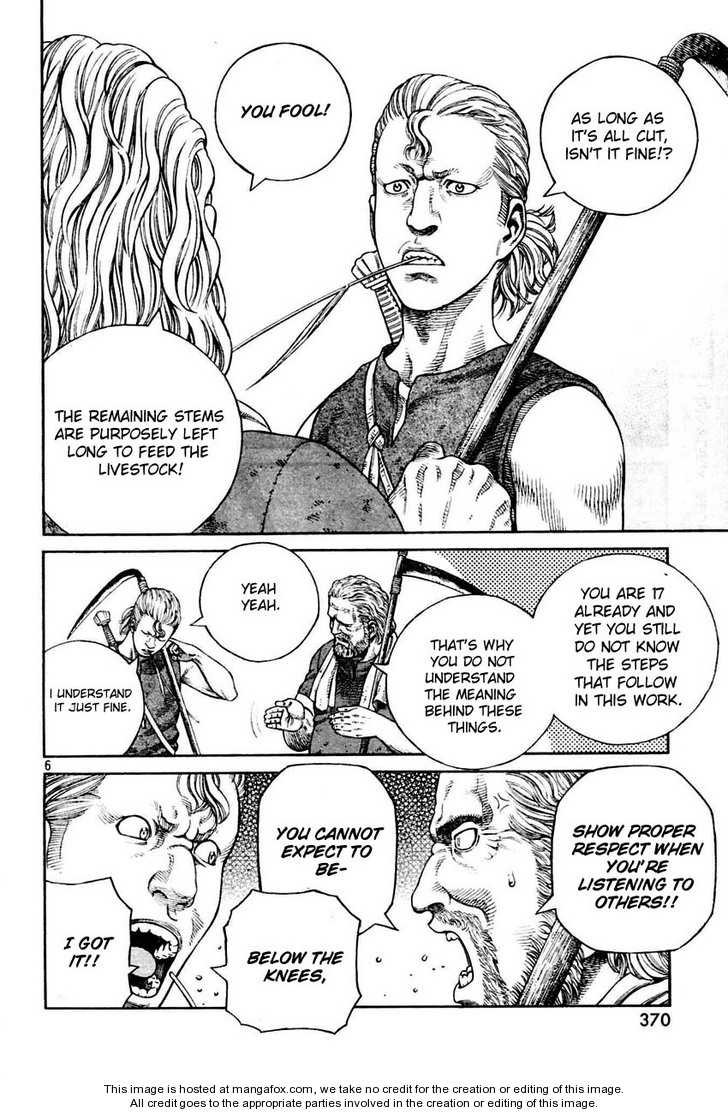 AS LONG AS
IT'S ALL CUT,
ISN'T IT FINE!?
YOU FOOL!
THE REMAINING STEMS
ARE PURPOSELY LEFT
LONG TO FEED THE
LIVESTOCK!
YOU ARE 17
ALREADY AND
YET YOU STILL
DO NOT KNOW
THE STEPS
THAT FOLLOW
IN THIS WORK.
THAT'S WHY
YOU DO NOT
UNDERSTAND
THE MEANING
BEHIND THESE
THINGS.
YEAH
YEAH.
I UNDERSTAND
IT JUST FINE.
6
SHOW PROPER
RESPECT WHEN
YOU'RE
LISTENING TO
OTHERS!!
YOU CANNOT
EXPECT TO
BE-
BELOW THE
KNEES,
I GOT
IT!!
370
This image is hosted at mangafox.com, we take no credit for the creation or editing of this image.
All credit goes to the appropriate parties involved in the creation or editing of this image.